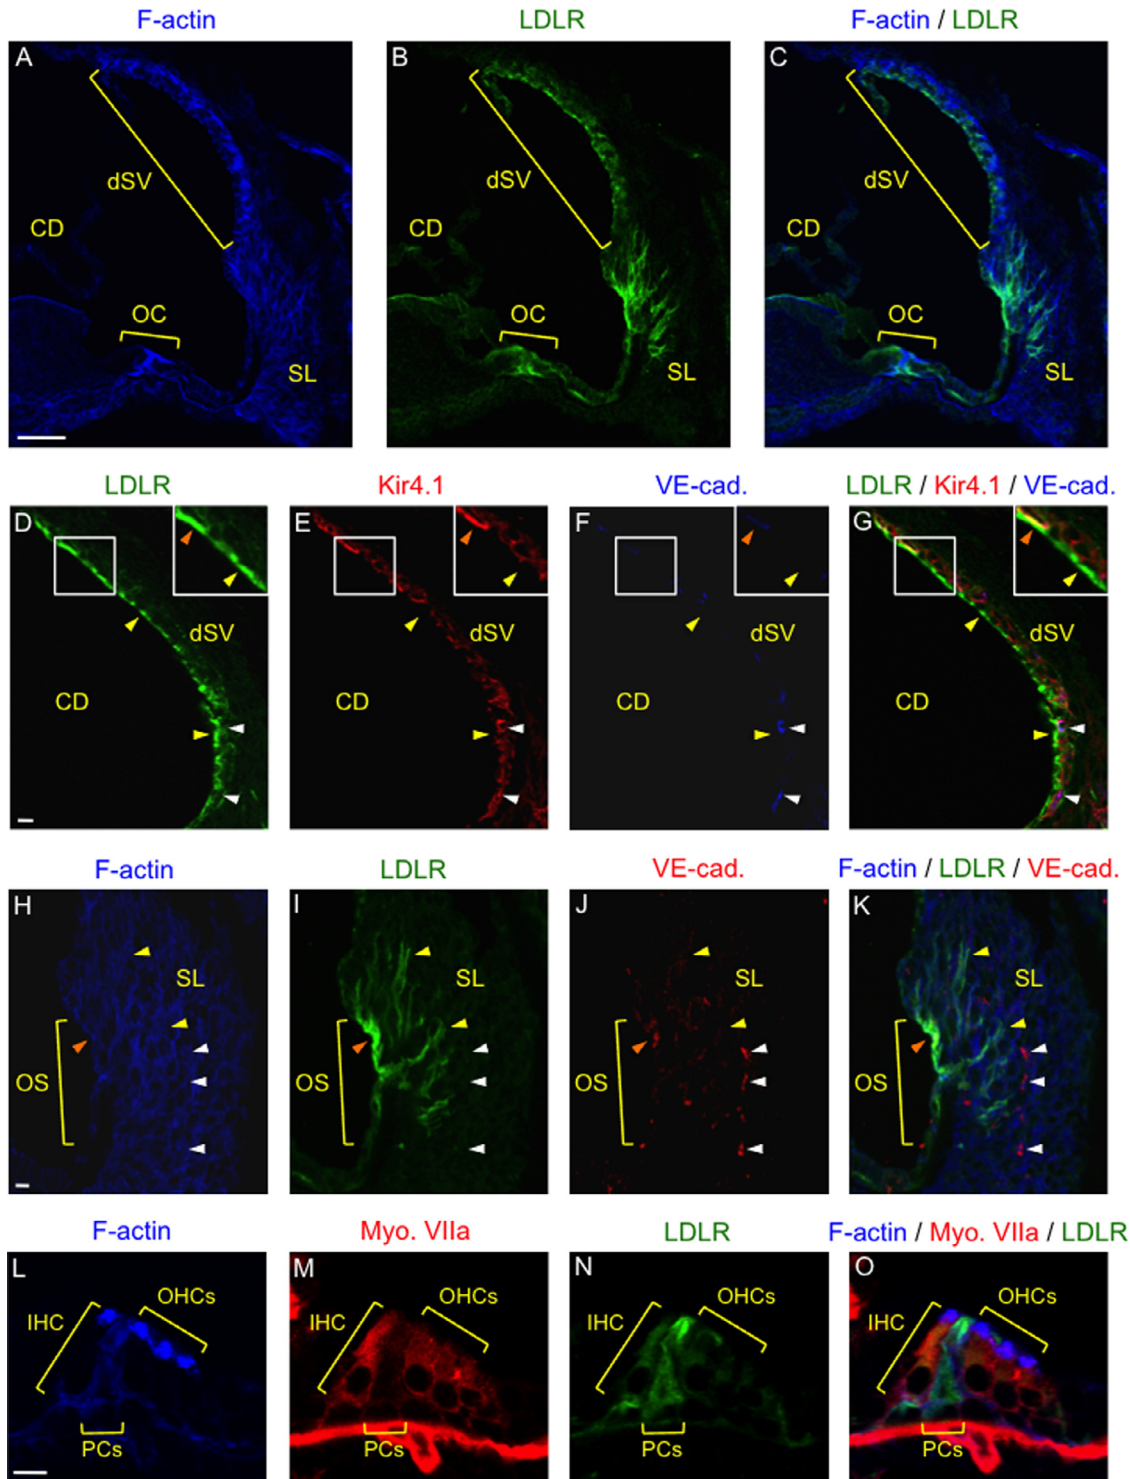 F-actin LDLR F-actin / LDLR
A B C
dSV dSV dSV
CD CD CD
OC OC OC
SL SL SL
LDLR Kir4.1 VE-cad. LDLR / Kir4.1 / VE-cad.
D E F G
dSV dSV dSV dSV
CD CD CD CD
F-actin LDLR VE-cad. F-actin / LDLR / VE-cad.
H I J K
SL SL SL SL
OS OS OS OS
F-actin Myo. VIIa LDLR F-actin / Myo. VIIa / LDLR
L M N O
OHCs OHCs OHCs OHCs
IHC IHC IHC IHC
PCs PCs PCs PCs